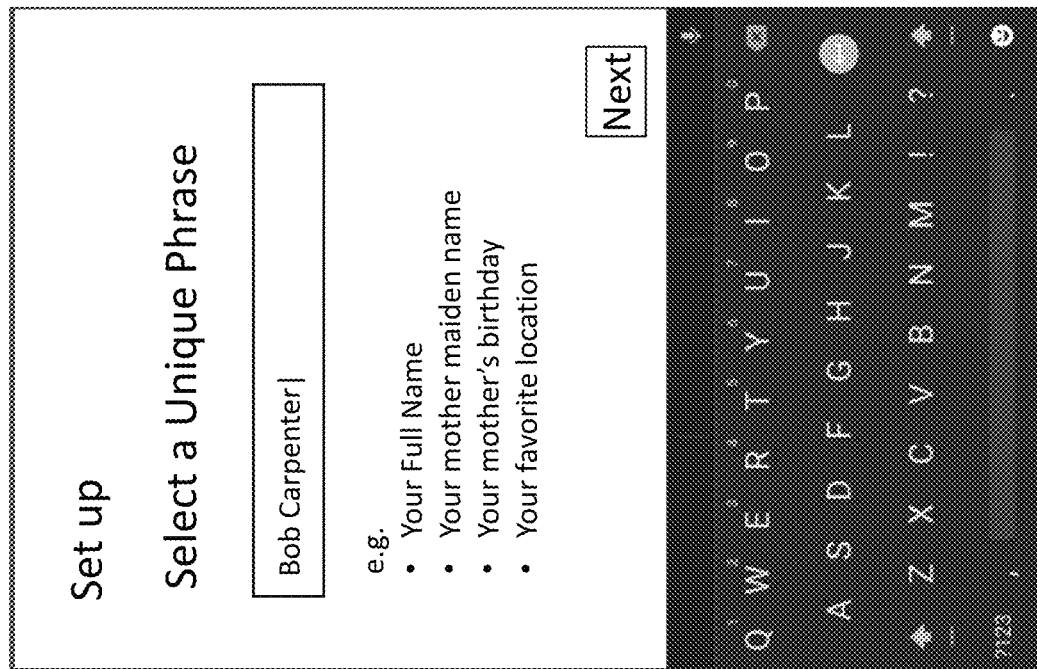 Set up
Select a Unique Phrase
Bob Carpenter
e.g.
• Your Full Name
• Your mother maiden name
• Your mother's birthday
• Your favorite location
Next
Q W E R T Y U I O P
A S D F G H J K L
Z X C V B N M ! ?
?123 , .